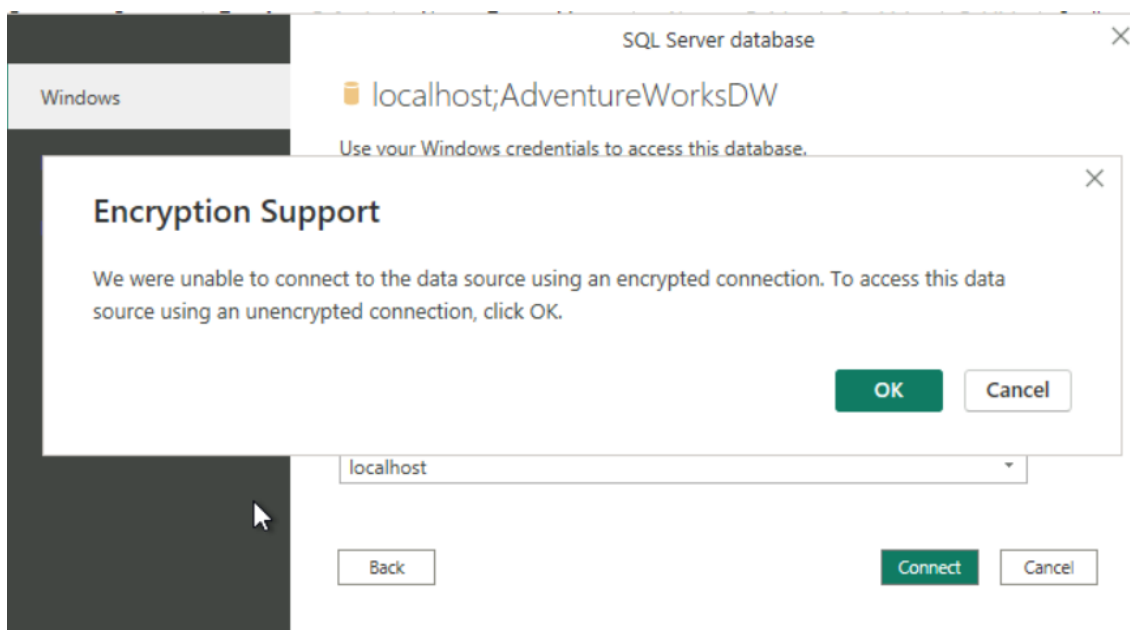 SQL Server database
Windows
localhost;AdventureWorksDW
Use your Windows credentials to access this database.
Encryption Support
We were unable to connect to the data source using an encrypted connection. To access this data
source using an unencrypted connection, click OK.
OK
Cancel
localhost
Back
Connect
Cancel